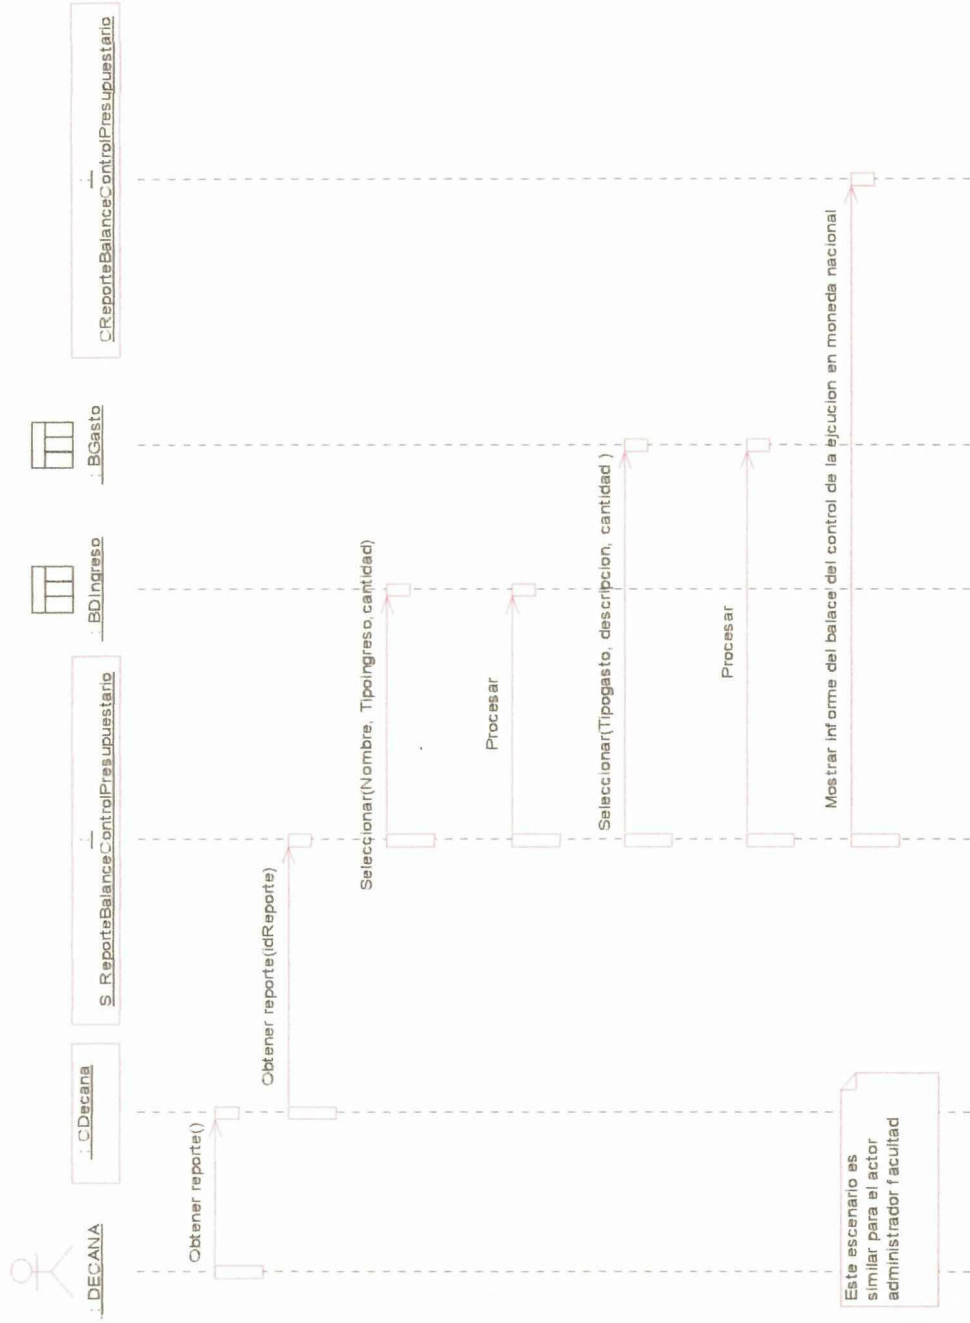 : DECANA
: CDecana
:
S_ReporteBalanceControlPresupuestario
: BDIngreso
: BGasto
:
CReporteBalanceControlPresupuestario
Obtener reporte()
Obtener reporte(idReporte)
Seleccionar(Nombre, Tipoingreso,cantidad)
Procesar
Seleccionar(Tipogasto, descripcion, cantidad )
Procesar
Mostrar informe del balace del control de la ejcucion en moneda nacional
Este escenario es
similar para el actor
administrador facultad